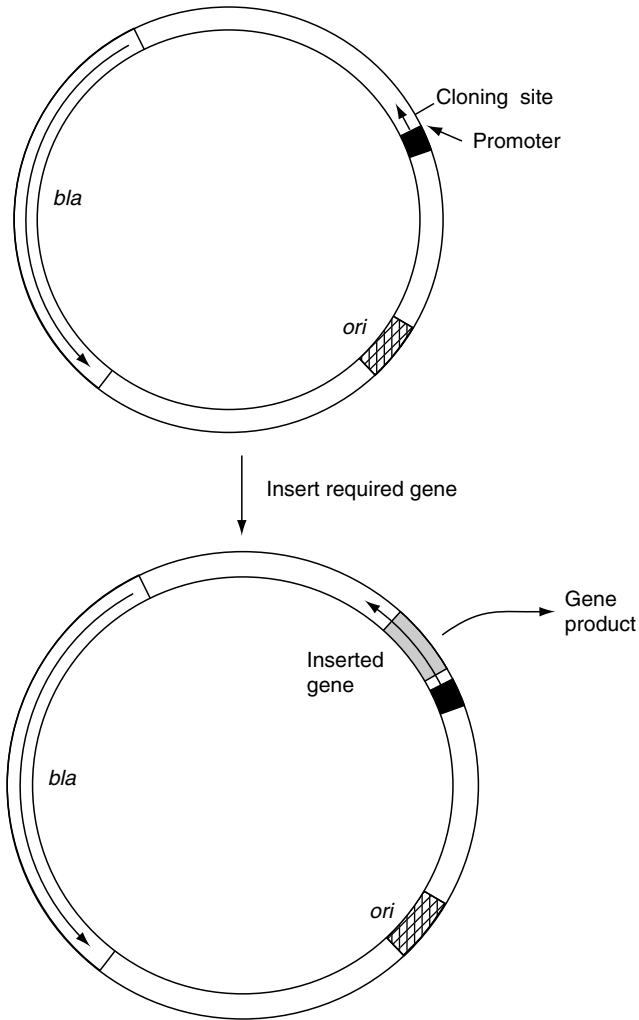 Cloning site
Promoter
bla
ori
Insert required gene
Gene
product
Inserted
gene
bla
ori